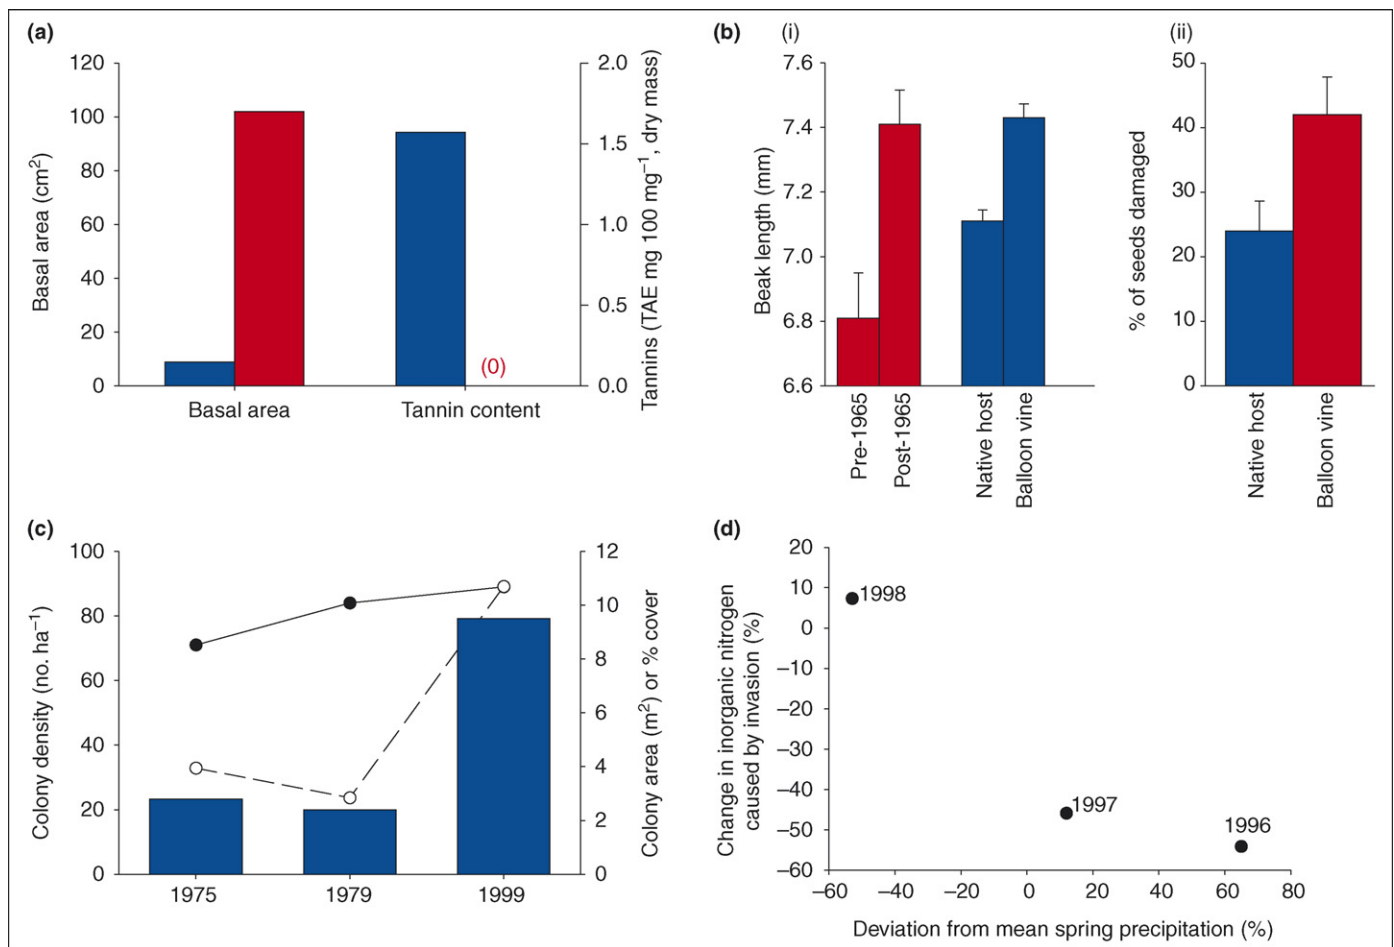 (a)
120
100
80
60
40
20
0
Basal area (cm²)
2.0
1.5
1.0
0.5
0.0
Tannins (TAE mg 100 mg⁻¹, dry mass)
(0)
Basal area
Tannin content
(b)
(i)
7.6
7.4
7.2
7.0
6.8
6.6
Beak length (mm)
Pre-1965
Post-1965
Native host
Balloon vine
(ii)
50
40
30
20
10
0
% of seeds damaged
Native host
Balloon vine
(c)
100
80
60
40
20
0
Colony density (no. ha⁻¹)
12
10
8
6
4
2
0
Colony area (m²) or % cover
1975
1979
1999
(d)
20
10
0
–10
–20
–30
–40
–50
–60
Change in inorganic nitrogen
caused by invasion (%)
1998
1997
1996
–60
–40
–20
0
20
40
60
80
Deviation from mean spring precipitation (%)